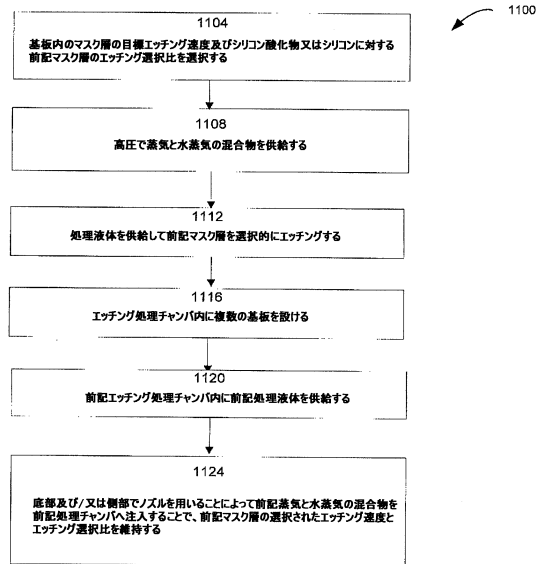 1100
1104
基板内のマスク層の目標エッチング速度及びシリコン酸化物又はシリコンに対する
前記マスク層のエッチング選択比を選択する
1108
高圧で蒸気と水蒸気の混合物を供給する
1112
処理液体を供給して前記マスク層を選択的にエッチングする
1116
エッチング処理チャンバ内に複数の基板を設ける
1120
前記エッチング処理チャンバ内に前記処理液体を供給する
1124
底部及び/又は側部でノズルを用いることによって前記蒸気と水蒸気の混合物を
前記処理チャンバへ注入することで、前記マスク層の選択されたエッチング速度と
エッチング選択比を維持する